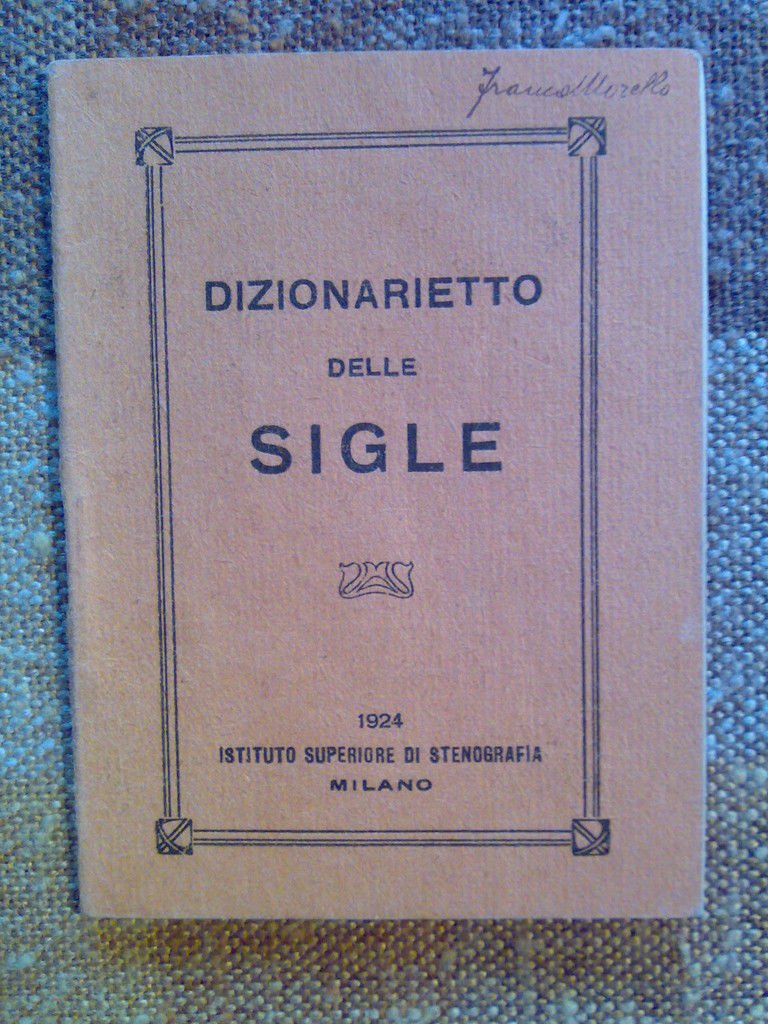 Franco Morello
DIZIONARIETTO
DELLE
SIGLE
1924
ISTITUTO SUPERIORE DI STENOGRAFIA
MILANO